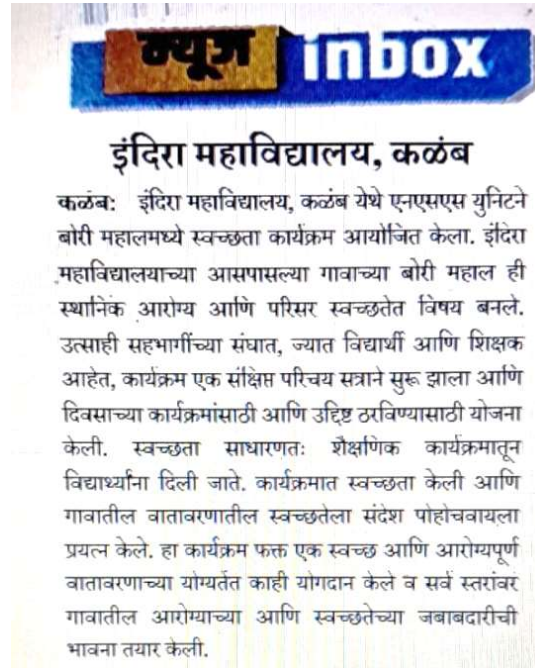 न्यूज inbox
इंदिरा महाविद्यालय, कळंब
कळंब: इंदिरा महाविद्यालय, कळंब येथे एनएसएस युनिटने
बोरी महालमध्ये स्वच्छता कार्यक्रम आयोजित केला. इंदिरा
महाविद्यालयाच्या आसपासल्या गावाच्या बोरी महाल ही
स्थानिक आरोग्य आणि परिसर स्वच्छतेत विषय बनले.
उत्साही सहभागींच्या संघात, ज्यात विद्यार्थी आणि शिक्षक
आहेत, कार्यक्रम एक संक्षिप्त परिचय सत्राने सुरू झाला आणि
दिवसाच्या कार्यक्रमांसाठी आणि उद्दिष्ट ठरविण्यासाठी योजना
केली. स्वच्छता साधारणतः शैक्षणिक कार्यक्रमातून
विद्यार्थ्यांना दिली जाते. कार्यक्रमात स्वच्छता केली आणि
गावातील वातावरणातील स्वच्छतेला संदेश पोहोचवायला
प्रयत्न केले. हा कार्यक्रम फक्त एक स्वच्छ आणि आरोग्यपूर्ण
वातावरणाच्या योग्यर्तेत काही योगदान केले व सर्व स्तरांवर
गावातील आरोग्याच्या आणि स्वच्छतेच्या जबाबदारीची
भावना तयार केली.